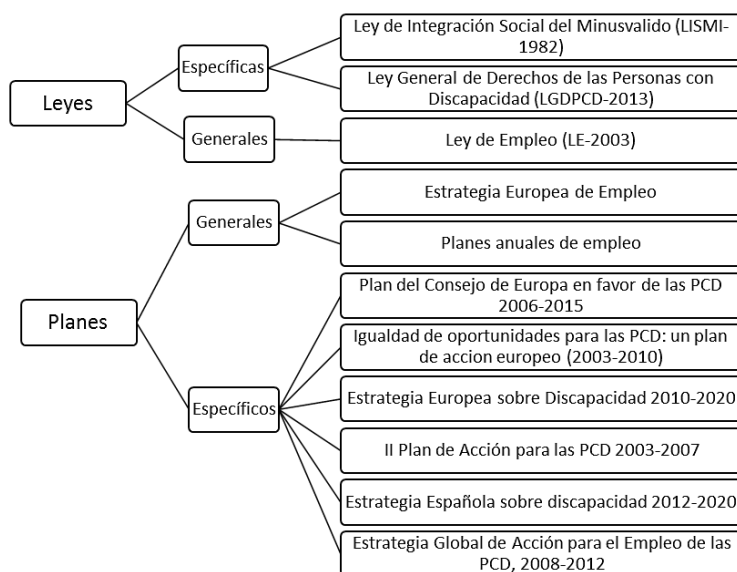 Leyes
Específicas
Ley de Integración Social del Minusvalido (LISMI-
1982)
Ley General de Derechos de las Personas con
Discapacidad (LGDPCD-2013)
Generales
Ley de Empleo (LE-2003)
Planes
Generales
Estrategia Europea de Empleo
Planes anuales de empleo
Específicos
Plan del Consejo de Europa en favor de las PCD
2006-2015
Igualdad de oportunidades para las PCD: un plan
de accion europeo (2003-2010)
Estrategia Europea sobre Discapacidad 2010-2020
II Plan de Acción para las PCD 2003-2007
Estrategia Española sobre discapacidad 2012-2020
Estrategia Global de Acción para el Empleo de las
PCD, 2008-2012